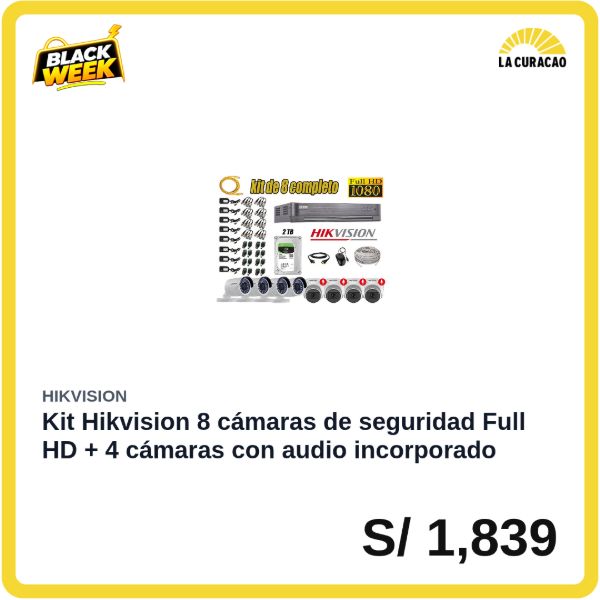 BLACK
WEEK
LA CURACAO
kit de 8 completo
Full HD
1080
2 TB
HIKVISION
HIKVISION
Kit Hikvision 8 cámaras de seguridad Full
HD + 4 cámaras con audio incorporado
S/ 1,839